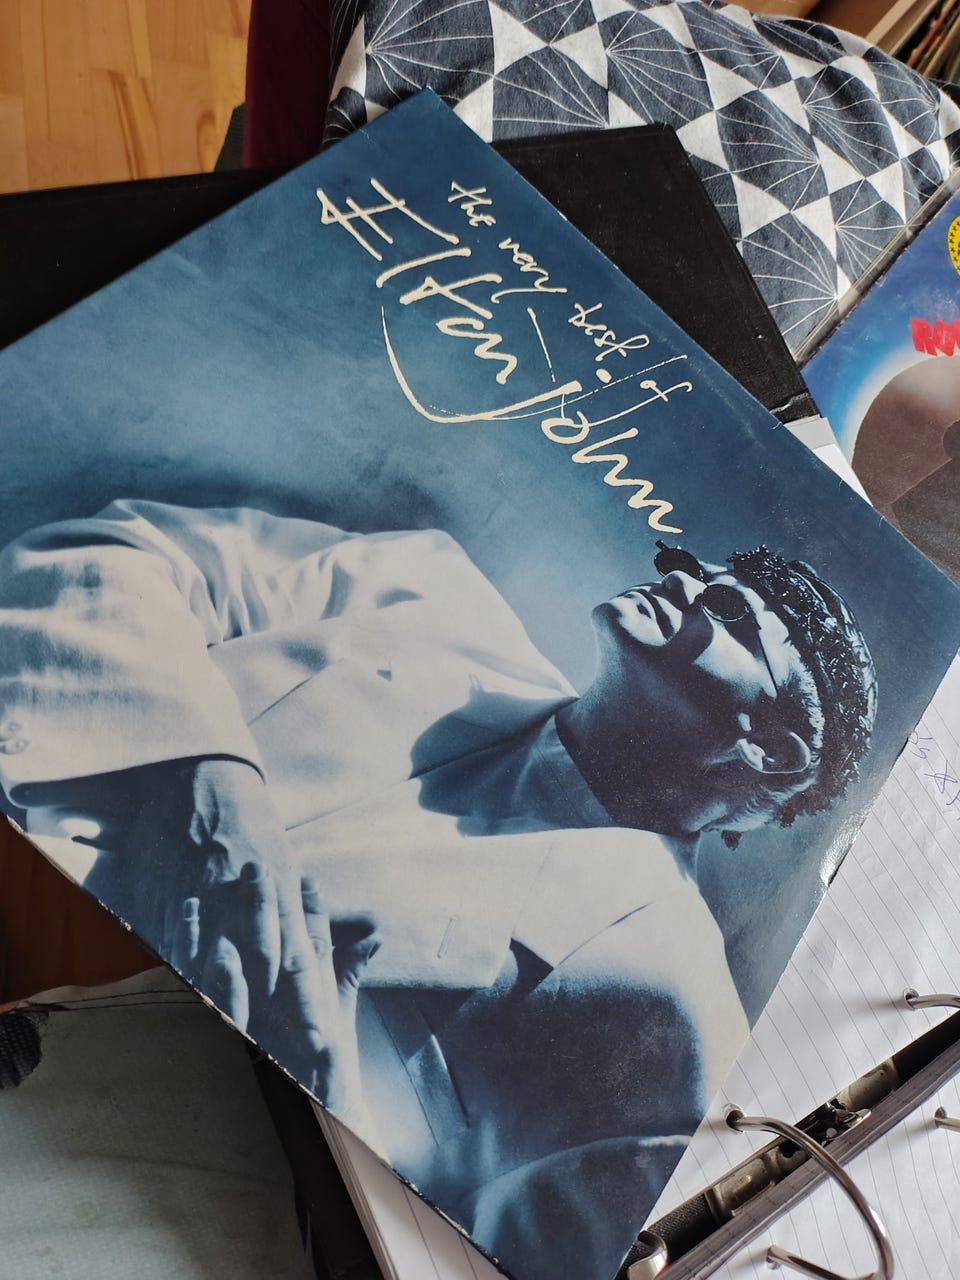 the very best of
Elton John